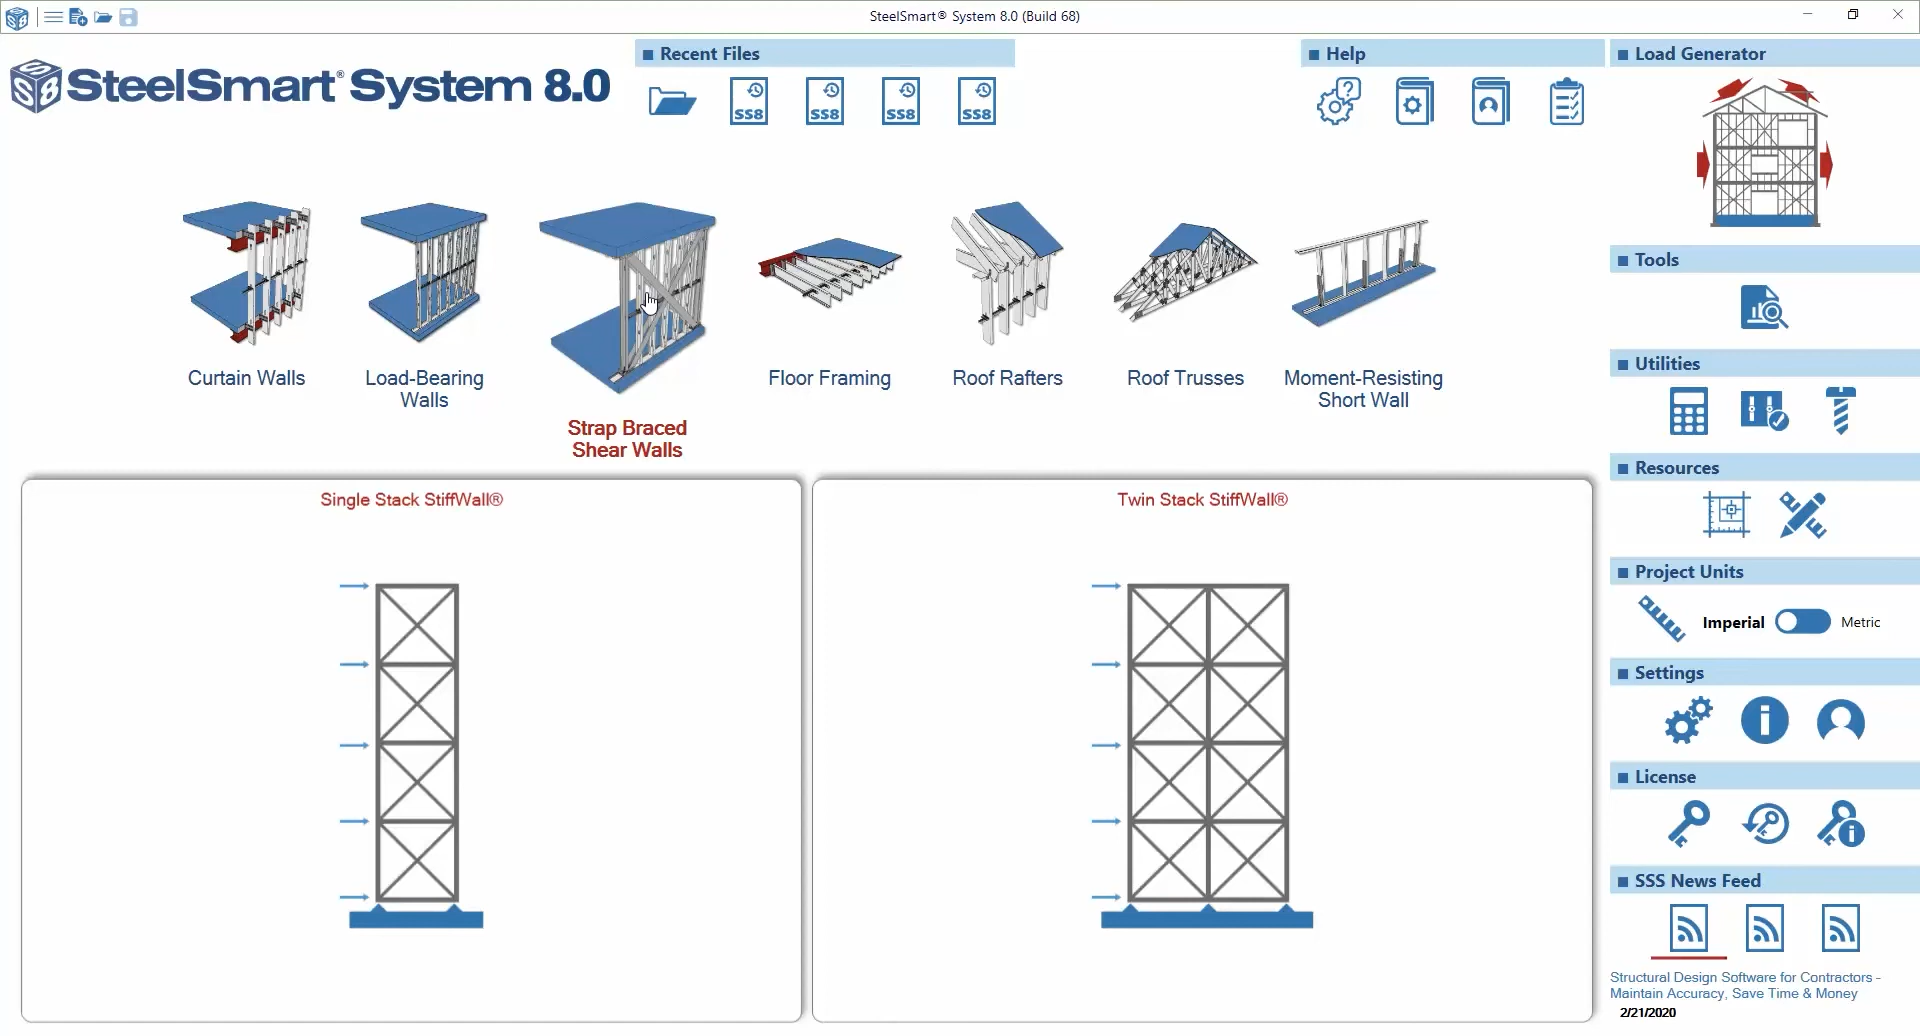 SteelSmart® System 8.0 (Build 68)
SS8
SteelSmart® System 8.0
Recent Files
SS8
SS8
SS8
SS8
Help
Load Generator
Curtain Walls
Load-Bearing
Walls
Strap Braced
Shear Walls
Floor Framing
Roof Rafters
Roof Trusses
Moment-Resisting
Short Wall
Single Stack StiffWall®
Twin Stack StiffWall®
Tools
Utilities
Resources
Project Units
Imperial
Metric
Settings
License
SSS News Feed
Structural Design Software for Contractors -
Maintain Accuracy, Save Time & Money
2/21/2020